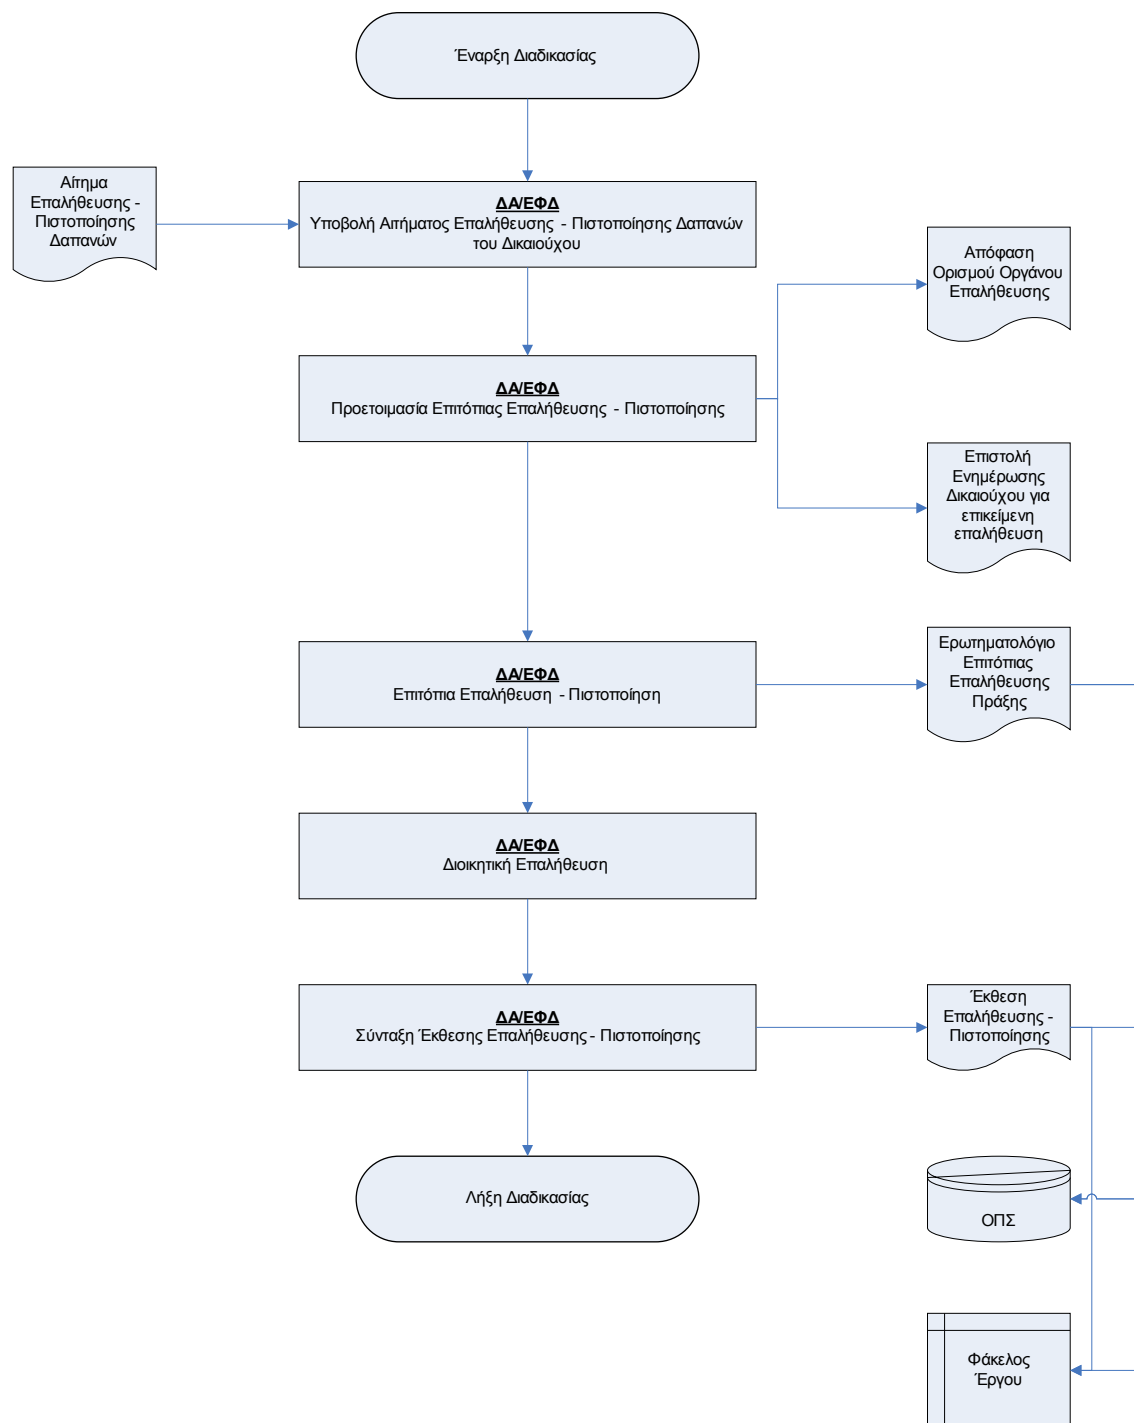 Έναρξη Διαδικασίας
Αίτημα
Επαλήθευσης -
Πιστοποίησης
Δαπανών
ΔΑ/ΕΦΔ
Υποβολή Αιτήματος Επαλήθευσης - Πιστοποίησης Δαπανών
του Δικαιούχου
Απόφαση
Ορισμού Οργάνου
Επαλήθευσης
ΔΑ/ΕΦΔ
Προετοιμασία Επιτόπιας Επαλήθευσης - Πιστοποίησης
Επιστολή
Ενημέρωσης
Δικαιούχου για
επικείμενη
επαλήθευση
ΔΑ/ΕΦΔ
Επιτόπια Επαλήθευση - Πιστοποίηση
Ερωτηματολόγιο
Επιτόπιας
Επαλήθευσης
Πράξης
ΔΑ/ΕΦΔ
Διοικητική Επαλήθευση
ΔΑ/ΕΦΔ
Σύνταξη Έκθεσης Επαλήθευσης - Πιστοποίησης
Έκθεση
Επαλήθευσης -
Πιστοποίησης
Λήξη Διαδικασίας
ΟΠΣ
Φάκελος
Έργου